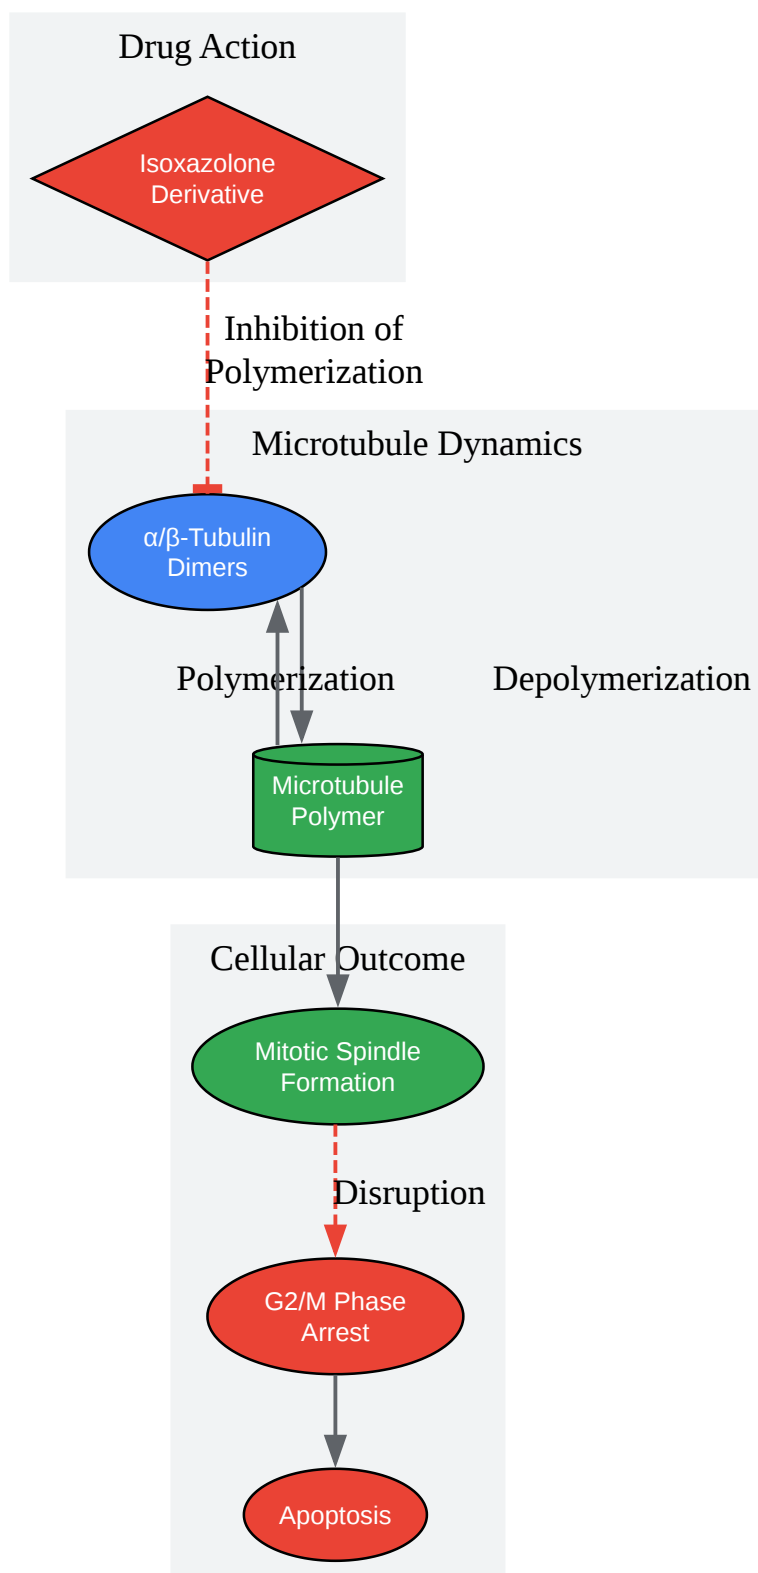 Drug Action
Isoxazolone
Derivative
Inhibition of
Polymerization
Microtubule Dynamics
α/β-Tubulin
Dimers
Polymerization
Depolymerization
Microtubule
Polymer
Cellular Outcome
Mitotic Spindle
Formation
Disruption
G2/M Phase
Arrest
Apoptosis